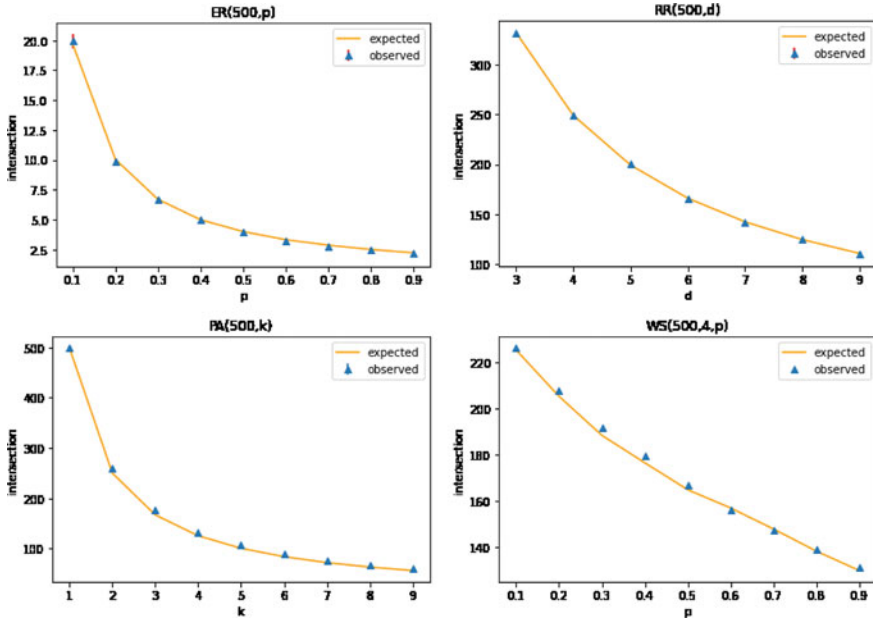 ER(500,p)
expected
observed
20.0
17.5
15.0
12.5
10.0
7.5
5.0
2.5
intersection
0.1 0.2 0.3 0.4 0.5 0.6 0.7 0.8 0.9
p
RR(500,d)
expected
observed
300
250
200
150
100
intersection
3 4 5 6 7 8 9
d
PA(500,k)
expected
observed
500
400
300
200
100
intersection
1 2 3 4 5 6 7 8 9
k
WS(500,4,p)
expected
observed
220
200
180
160
140
intersection
0.1 0.2 0.3 0.4 0.5 0.6 0.7 0.8 0.9
p